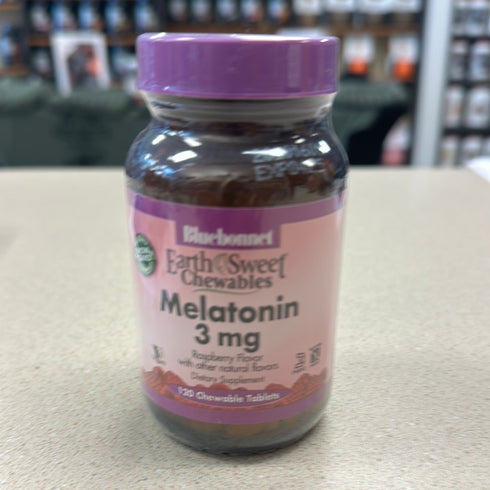 Bluebonnet
EarthSweet
Chewables
Melatonin
3 mg
Raspberry Flavor
with other natural flavors
Dietary Supplement
120 Chewable Tablets